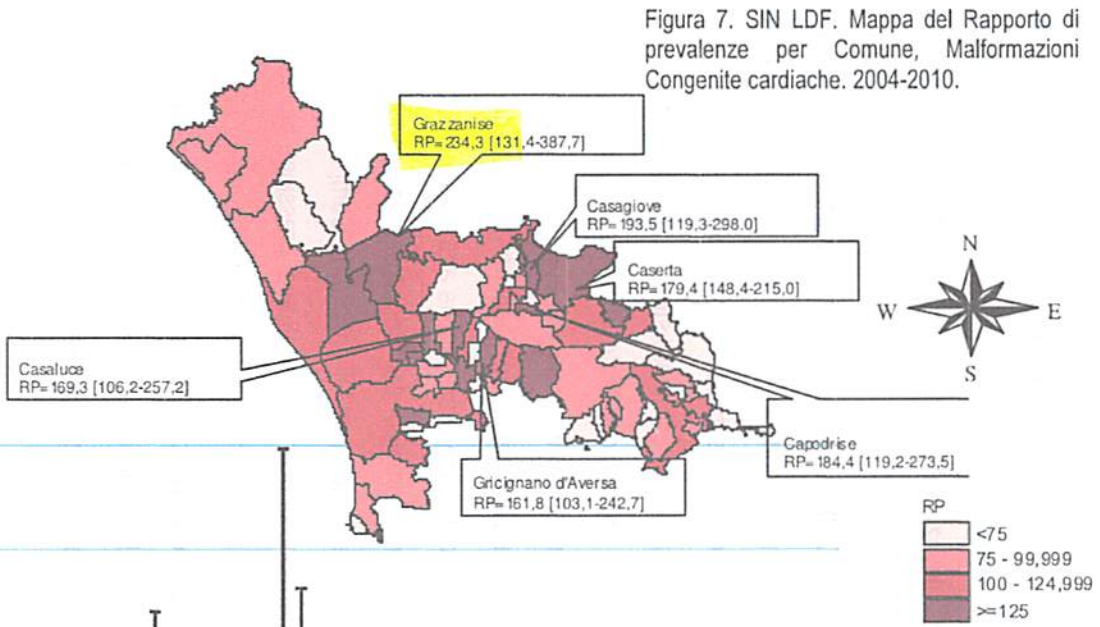 Figura 7. SIN LDF. Mappa del Rapporto di
prevalenze per Comune, Malformazioni
Congenite cardiache. 2004-2010.
Grazzanise
RP=234,3 [131,4-387,7]
Casagiove
RP=193,5 [119,3-298.0]
Caserta
RP=179,4 [148,4-215,0]
N
W
E
S
Casaluce
RP=169,3 [106,2-257,2]
Capodrise
RP=184,4 [119,2-273,5]
Gricignano d'Aversa
RP=161,8 [103,1-242,7]
RP
<75
75 - 99,999
100 - 124,999
>=125